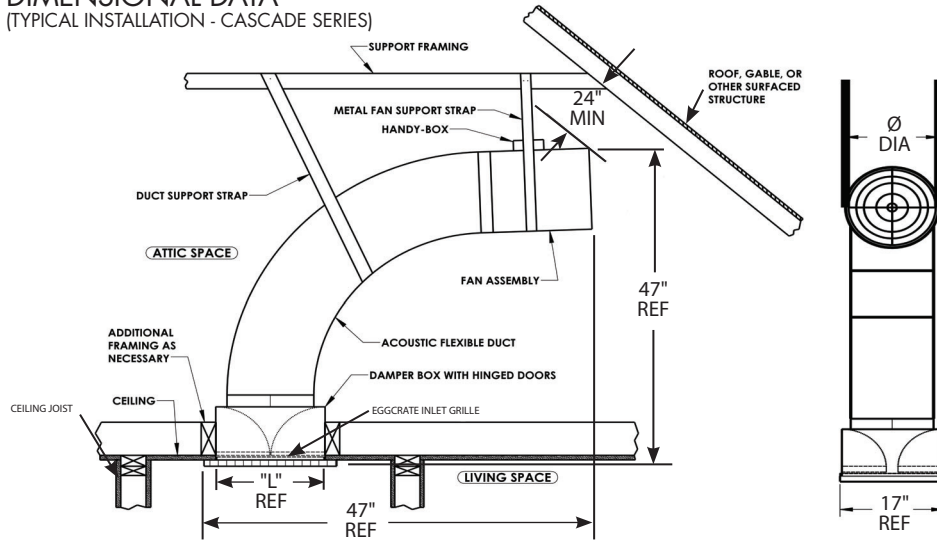 DIMENSIONAL DATA
(TYPICAL INSTALLATION - CASCADE SERIES)
SUPPORT FRAMING
ROOF, GABLE, OR
OTHER SURFACED
STRUCTURE
24"
MIN
METAL FAN SUPPORT STRAP
HANDY-BOX
Ø
DIA
DUCT SUPPORT STRAP
ATTIC SPACE
FAN ASSEMBLY
47"
REF
ADDITIONAL
FRAMING AS
NECESSARY
ACOUSTIC FLEXIBLE DUCT
DAMPER BOX WITH HINGED DOORS
CEILING JOIST
CEILING
EGGCRATE INLET GRILLE
LIVING SPACE
"L"
REF
47"
REF
17"
REF